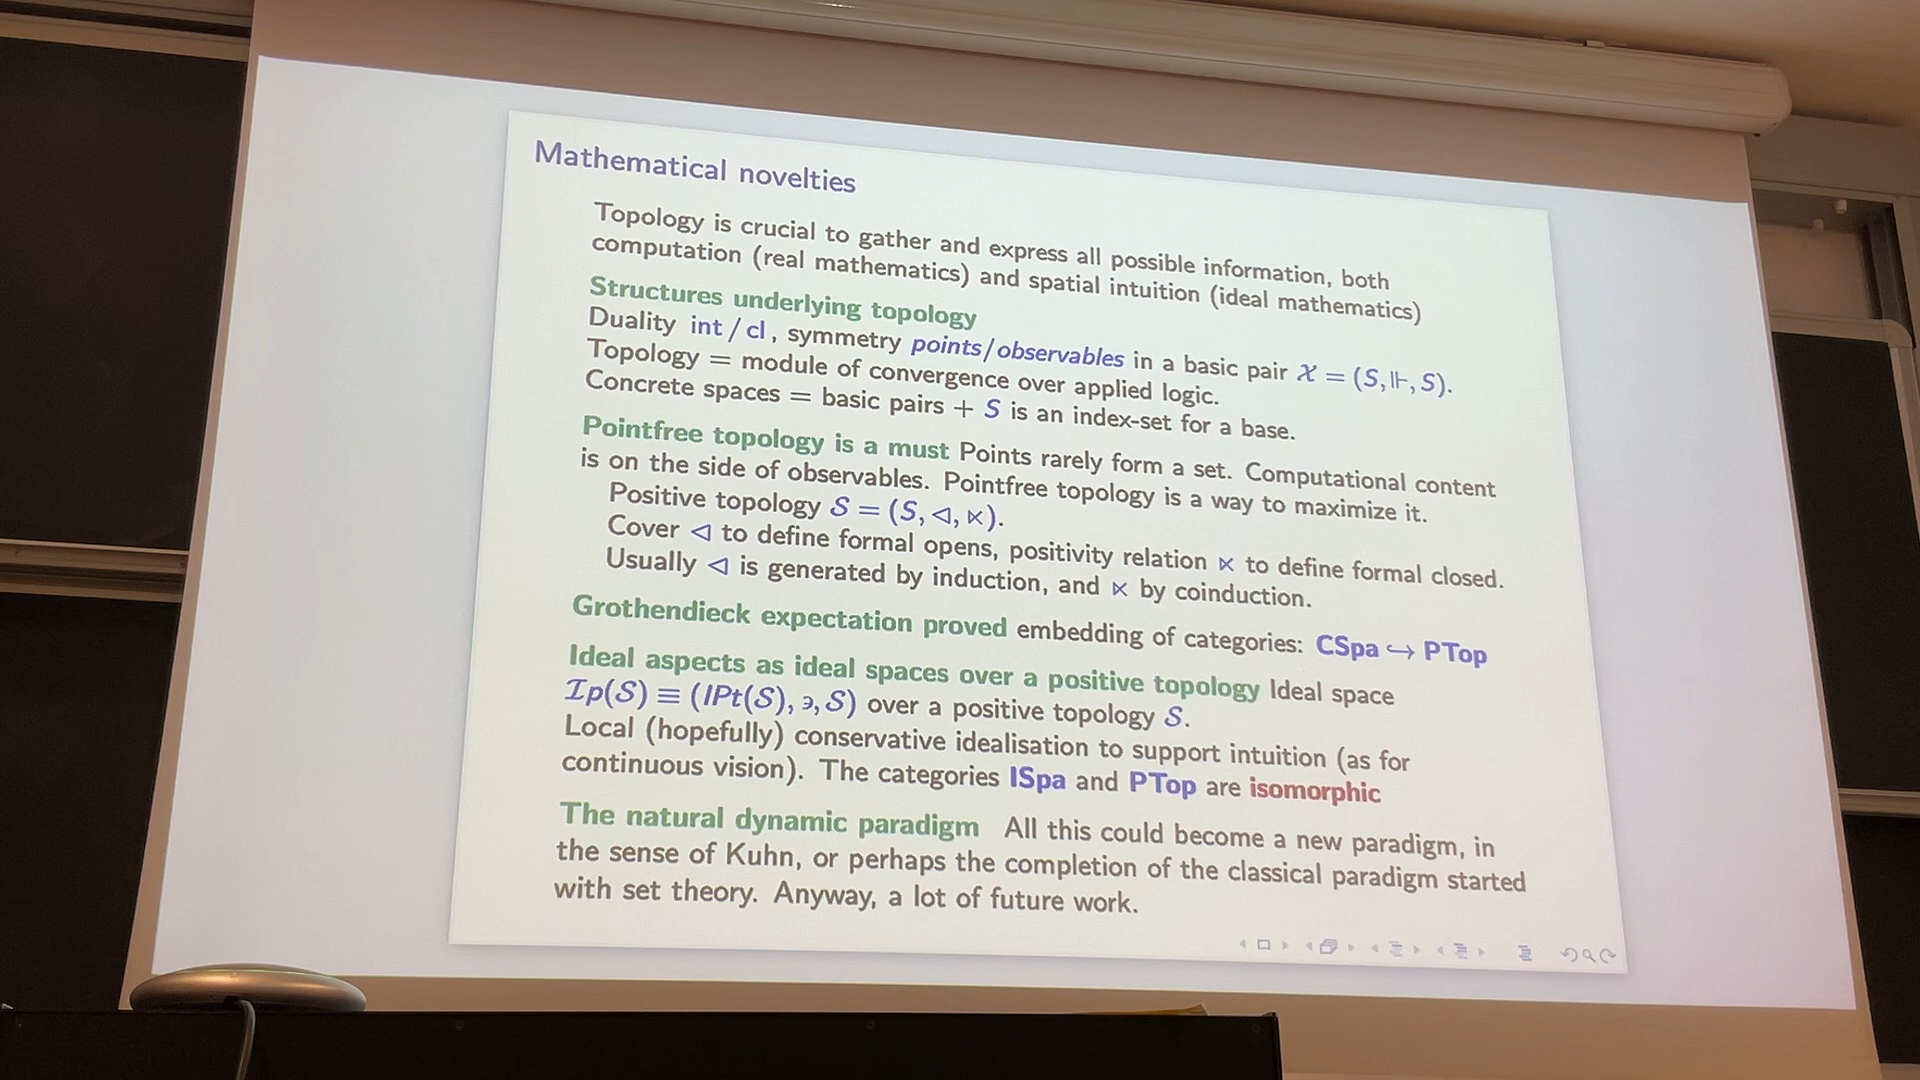 Mathematical novelties
Topology is crucial to gather and express all possible information, both
computation (real mathematics) and spatial intuition (ideal mathematics)
Structures underlying topology
Duality int / cl , symmetry points/observables in a basic pair 𝒳 = (S, ⊩, S).
Topology = module of convergence over applied logic.
Concrete spaces = basic pairs + S is an index-set for a base.
Pointfree topology is a must Points rarely form a set. Computational content
is on the side of observables. Pointfree topology is a way to maximize it.
Positive topology 𝒮 = (S, ◁, ⋉).
Cover ◁ to define formal opens, positivity relation ⋉ to define formal closed.
Usually ◁ is generated by induction, and ⋉ by coinduction.
Grothendieck expectation proved embedding of categories: CSpa ↪ PTop
Ideal aspects as ideal spaces over a positive topology Ideal space
ℐp(𝒮) ≡ (IPt(𝒮), ∍, 𝒮) over a positive topology 𝒮.
Local (hopefully) conservative idealisation to support intuition (as for
continuous vision). The categories ISpa and PTop are isomorphic
The natural dynamic paradigm All this could become a new paradigm, in
the sense of Kuhn, or perhaps the completion of the classical paradigm started
with set theory. Anyway, a lot of future work.